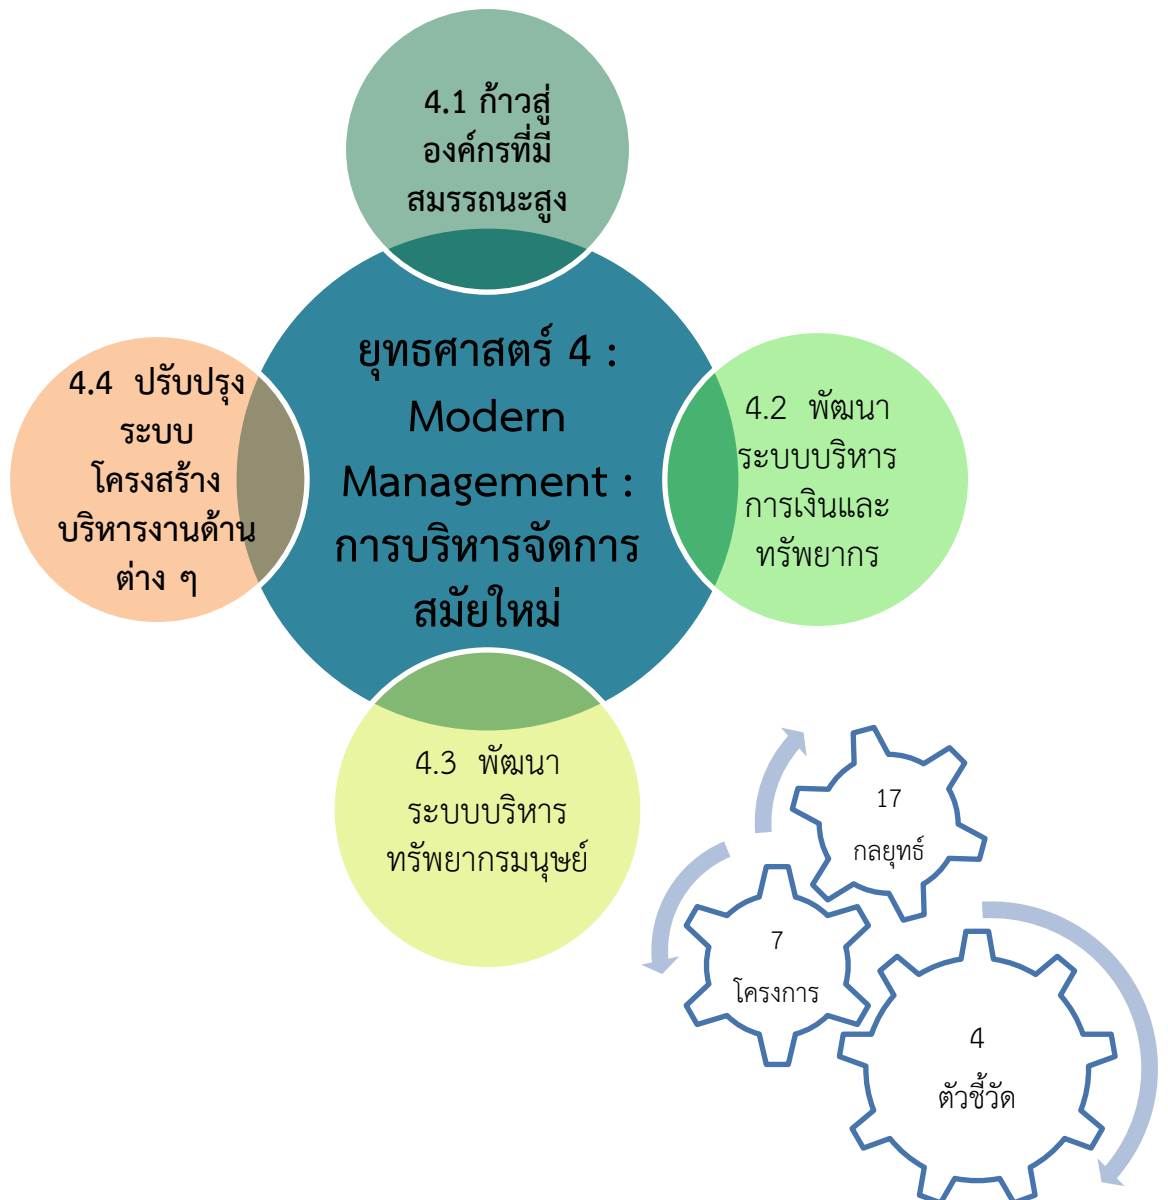 4.1 ก้าวสู่
องค์กรที่มี
สมรรถนะสูง
ยุทธศาสตร์ 4 :
Modern
Management :
การบริหารจัดการ
สมัยใหม่
4.4 ปรับปรุง
ระบบ
โครงสร้าง
บริหารงานด้าน
ต่าง ๆ
4.2 พัฒนา
ระบบบริหาร
การเงินและ
ทรัพยากร
4.3 พัฒนา
ระบบบริหาร
ทรัพยากรมนุษย์
17
กลยุทธ์
7
โครงการ
4
ตัวชี้วัด